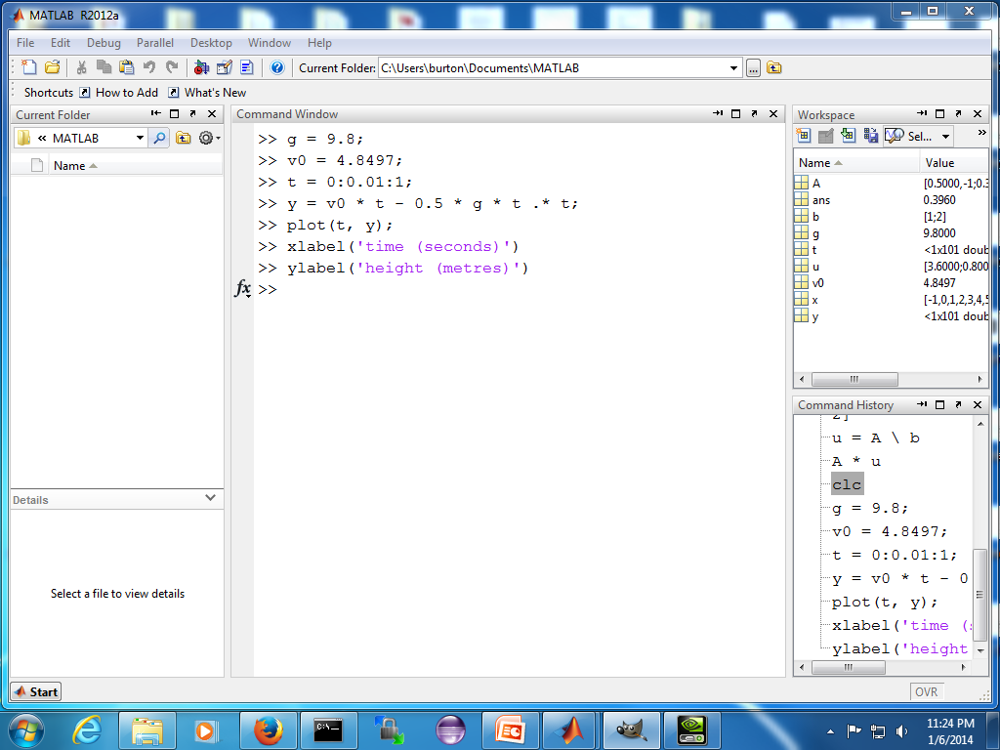 MATLAB R2012a
File Edit Debug Parallel Desktop Window Help
Current Folder: C:\Users\burton\Documents\MATLAB ...
Shortcuts How to Add What's New
Current Folder
« MATLAB
Name
Details
Select a file to view details
Command Window
>> g = 9.8;
>> v0 = 4.8497;
>> t = 0:0.01:1;
>> y = v0 * t - 0.5 * g * t .* t;
>> plot(t, y);
>> xlabel('time (seconds)')
>> ylabel('height (metres)')
fx >>
Workspace
Sel... »
Name Value
A [0.5000,-1;0.3
ans 0.3960
b [1;2]
g 9.8000
t <1x101 doub
u [3.6000;0.800
v0 4.8497
x [-1,0,1,2,3,4,5
y <1x101 doub
Command History
2]
u = A \ b
A * u
clc
g = 9.8;
v0 = 4.8497;
t = 0:0.01:1;
y = v0 * t - 0
plot(t, y);
xlabel('time (s
ylabel('height
Start
OVR
C:\
11:24 PM
1/6/2014